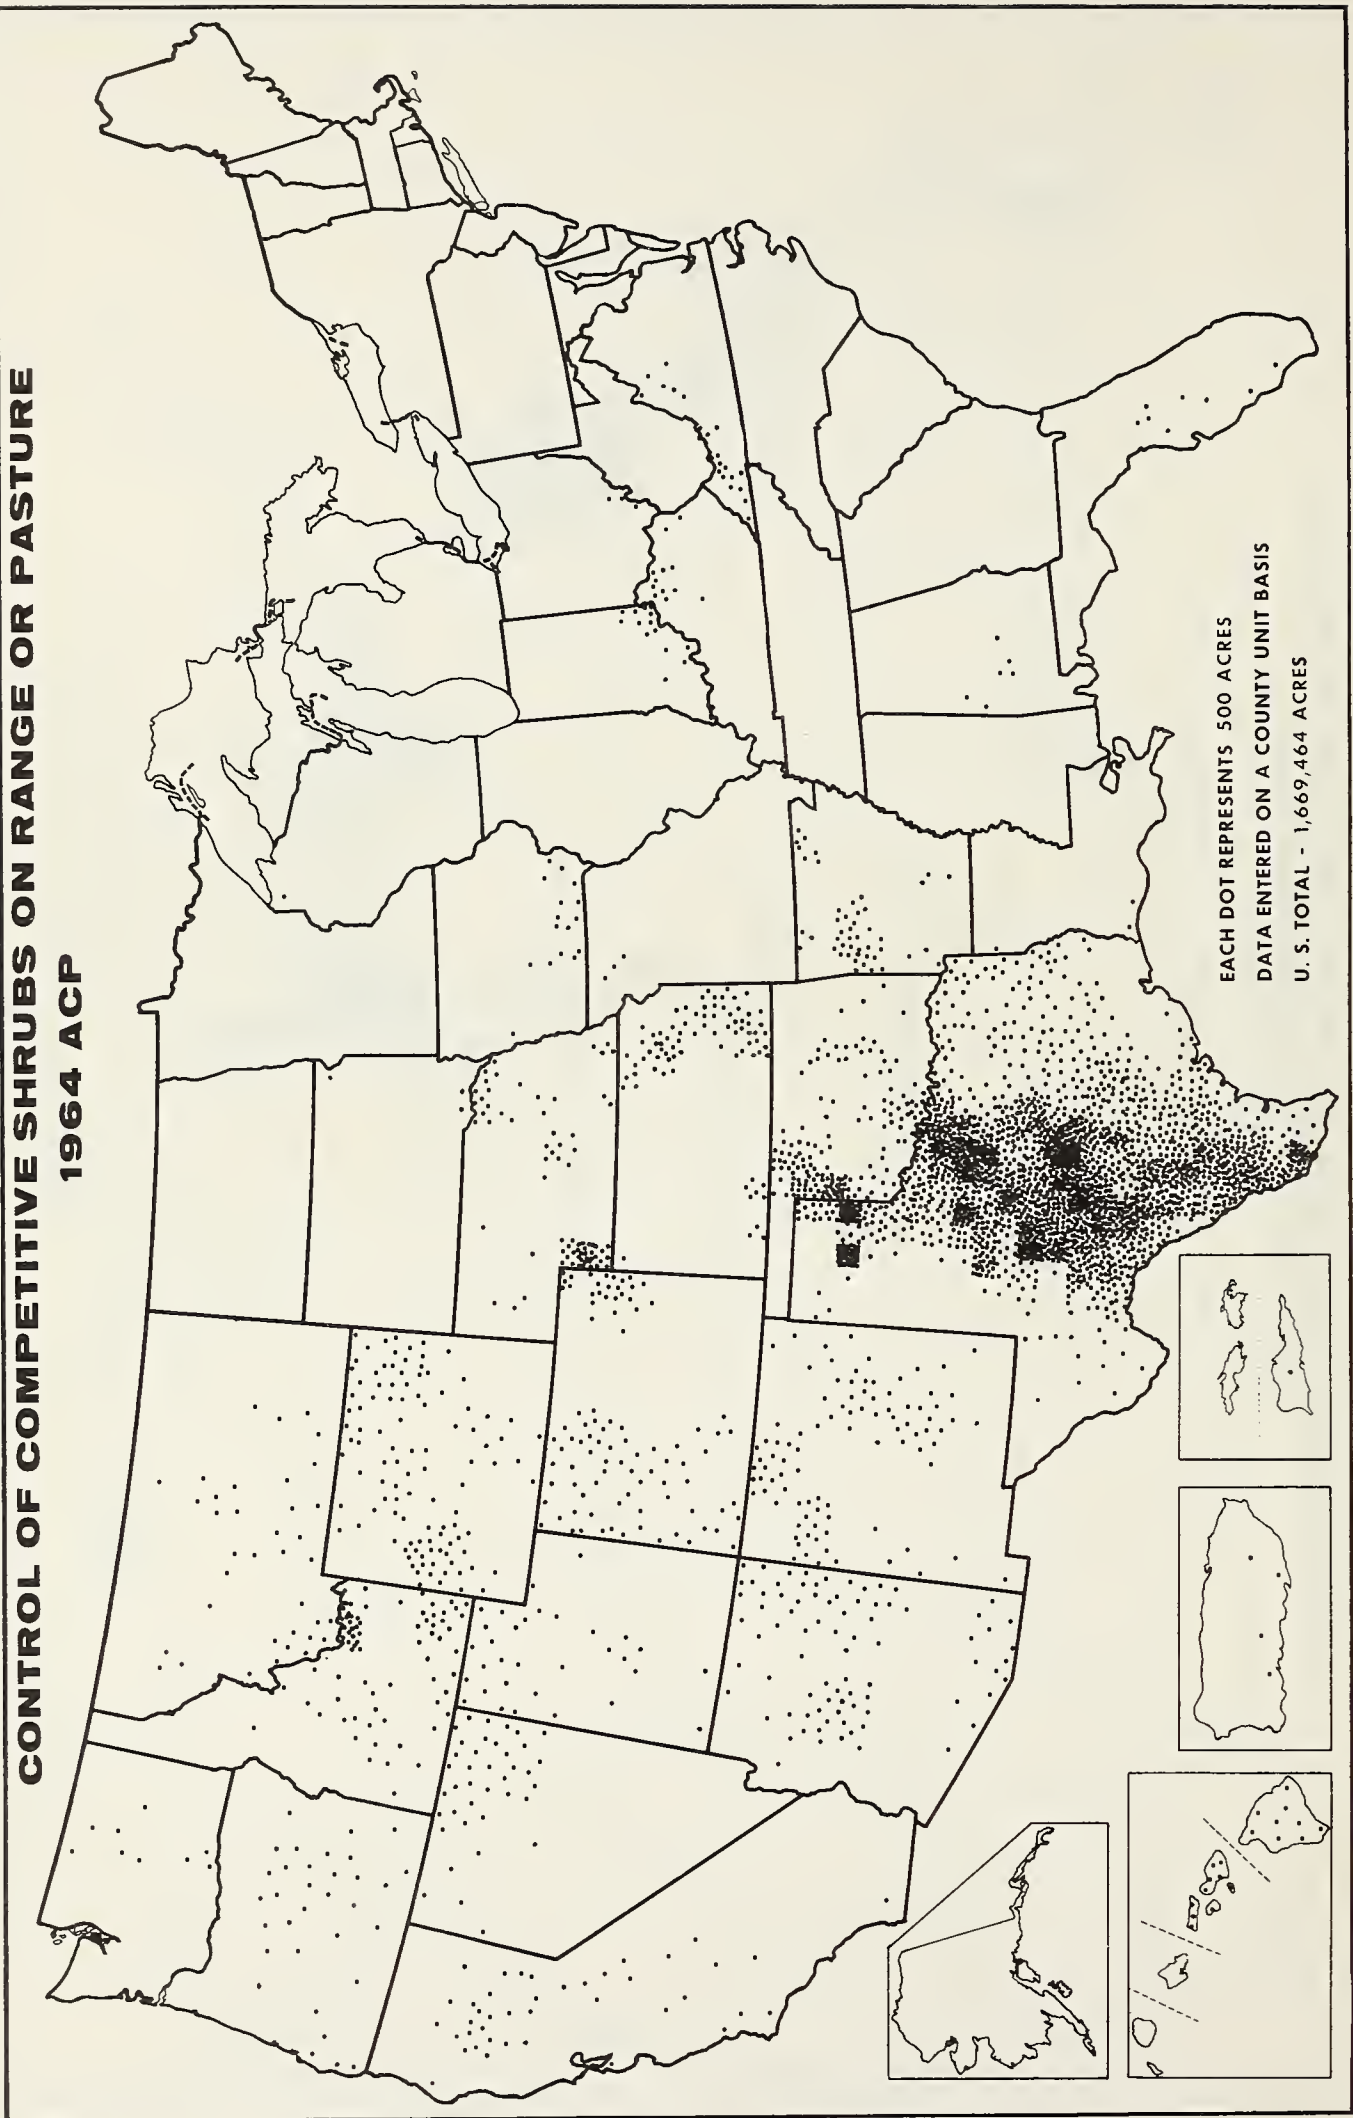 CONTROL OF COMPETITIVE SHRUBS ON RANGE OR PASTURE
1964 ACP
EACH DOT REPRESENTS 500 ACRES
DATA ENTERED ON A COUNTY UNIT BASIS
U. S. TOTAL - 1,669,464 ACRES